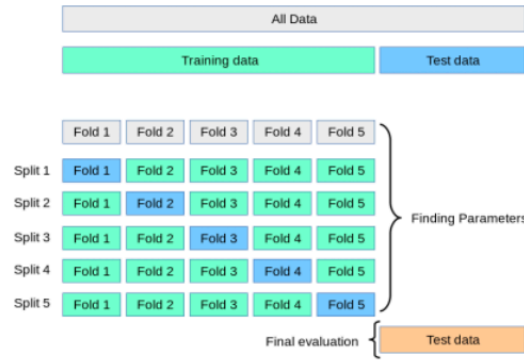 All Data
Training data Test data
Fold 1 Fold 2 Fold 3 Fold 4 Fold 5
Split 1 Fold 1 Fold 2 Fold 3 Fold 4 Fold 5
Split 2 Fold 1 Fold 2 Fold 3 Fold 4 Fold 5
Finding Parameters
Split 3 Fold 1 Fold 2 Fold 3 Fold 4 Fold 5
Split 4 Fold 1 Fold 2 Fold 3 Fold 4 Fold 5
Split 5 Fold 1 Fold 2 Fold 3 Fold 4 Fold 5
Final evaluation Test data